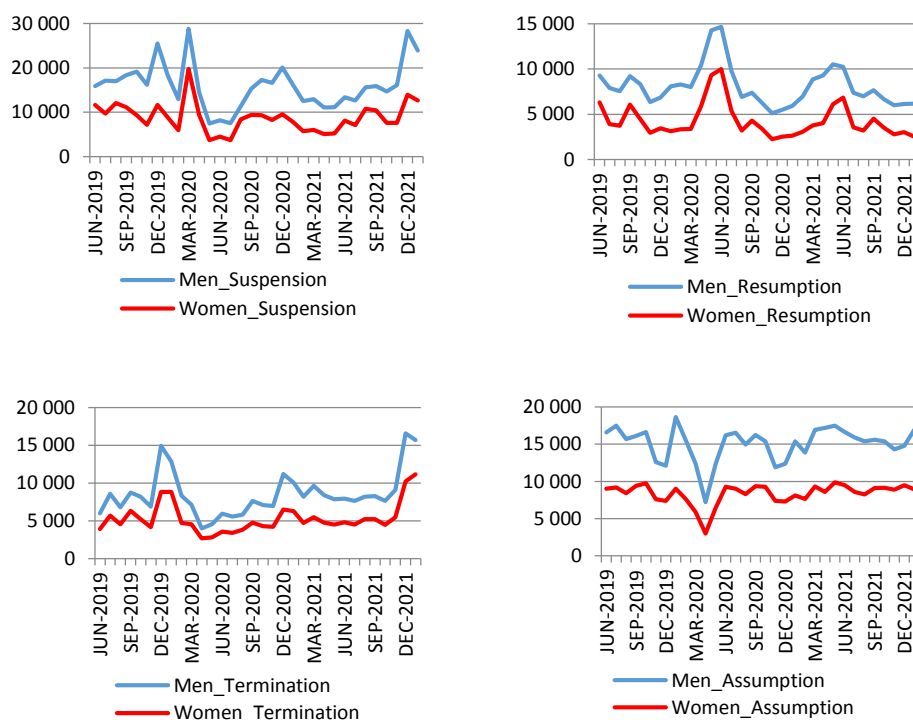 30 000
20 000
10 000
0
JUN-2019
SEP-2019
DEC-2019
MAR-2020
JUN-2020
SEP-2020
DEC-2020
MAR-2021
JUN-2021
SEP-2021
DEC-2021
Men_Suspension
Women_Suspension
15 000
10 000
5 000
0
JUN-2019
SEP-2019
DEC-2019
MAR-2020
JUN-2020
SEP-2020
DEC-2020
MAR-2021
JUN-2021
SEP-2021
DEC-2021
Men_Resumption
Women_Resumption
20 000
15 000
10 000
5 000
0
JUN-2019
SEP-2019
DEC-2019
MAR-2020
JUN-2020
SEP-2020
DEC-2020
MAR-2021
JUN-2021
SEP-2021
DEC-2021
Men_Termination
Women_Termination
20 000
15 000
10 000
5 000
0
JUN-2019
SEP-2019
DEC-2019
MAR-2020
JUN-2020
SEP-2020
DEC-2020
MAR-2021
JUN-2021
SEP-2021
DEC-2021
Men_Assumption
Women_Assumption